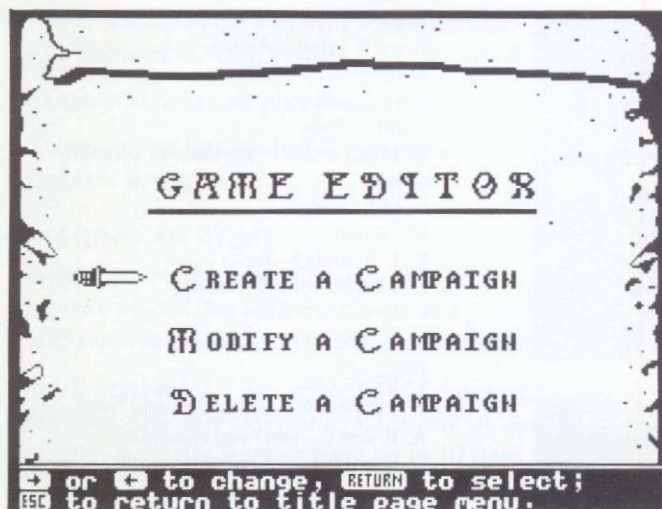 GAME EDITOR
CREATE A CAMPAIGN
MODIFY A CAMPAIGN
DELETE A CAMPAIGN
→ or ← to change, RETURN to select;
ESC to return to title page menu.